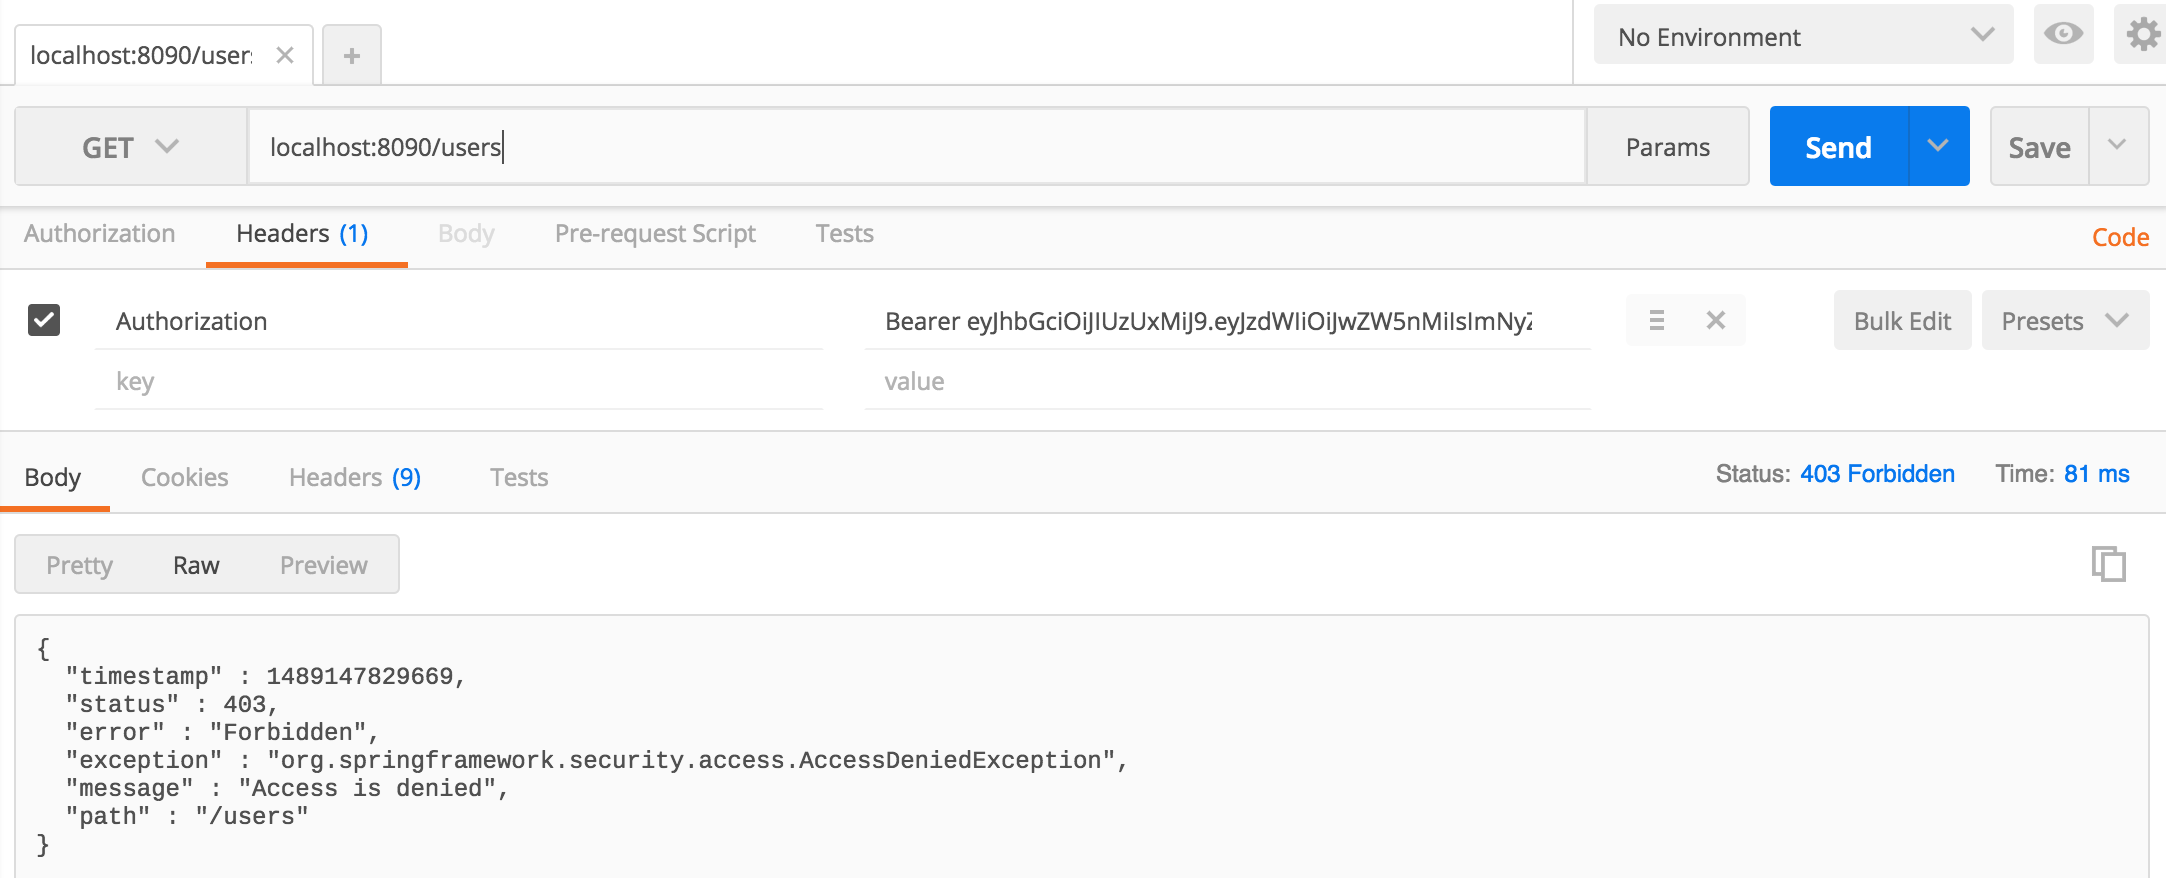 localhost:8090/user
No Environment
GET
localhost:8090/users
Params
Send
Save
Authorization
Headers (1)
Body
Pre-request Script
Tests
Code
Authorization
Bearer eyJhbGciOiJIUzUxMiJ9.eyJzdWIiOiJwZW5nMiIsImNyZ
Bulk Edit
Presets
key
value
Body
Cookies
Headers (9)
Tests
Status: 403 Forbidden
Time: 81 ms
Pretty
Raw
Preview
{
"timestamp" : 1489147829669,
"status" : 403,
"error" : "Forbidden",
"exception" : "org.springframework.security.access.AccessDeniedException",
"message" : "Access is denied",
"path" : "/users"
}